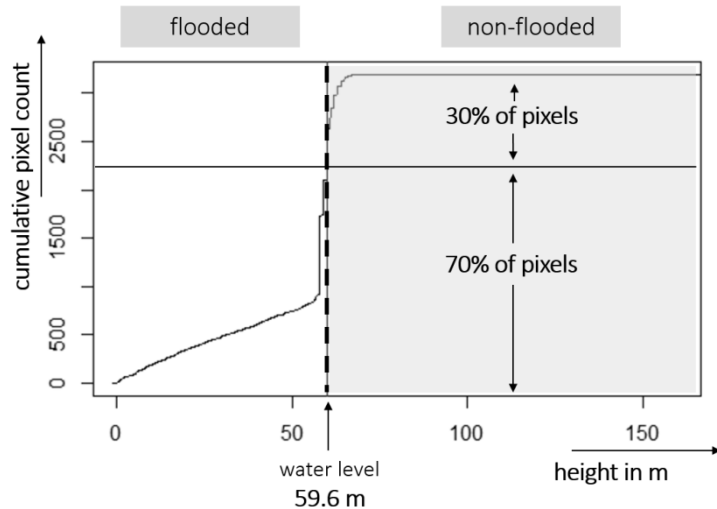 flooded
non-flooded
cumulative pixel count
2500
1500
500
0
30% of pixels
70% of pixels
0
50
100
150
water level
59.6 m
height in m